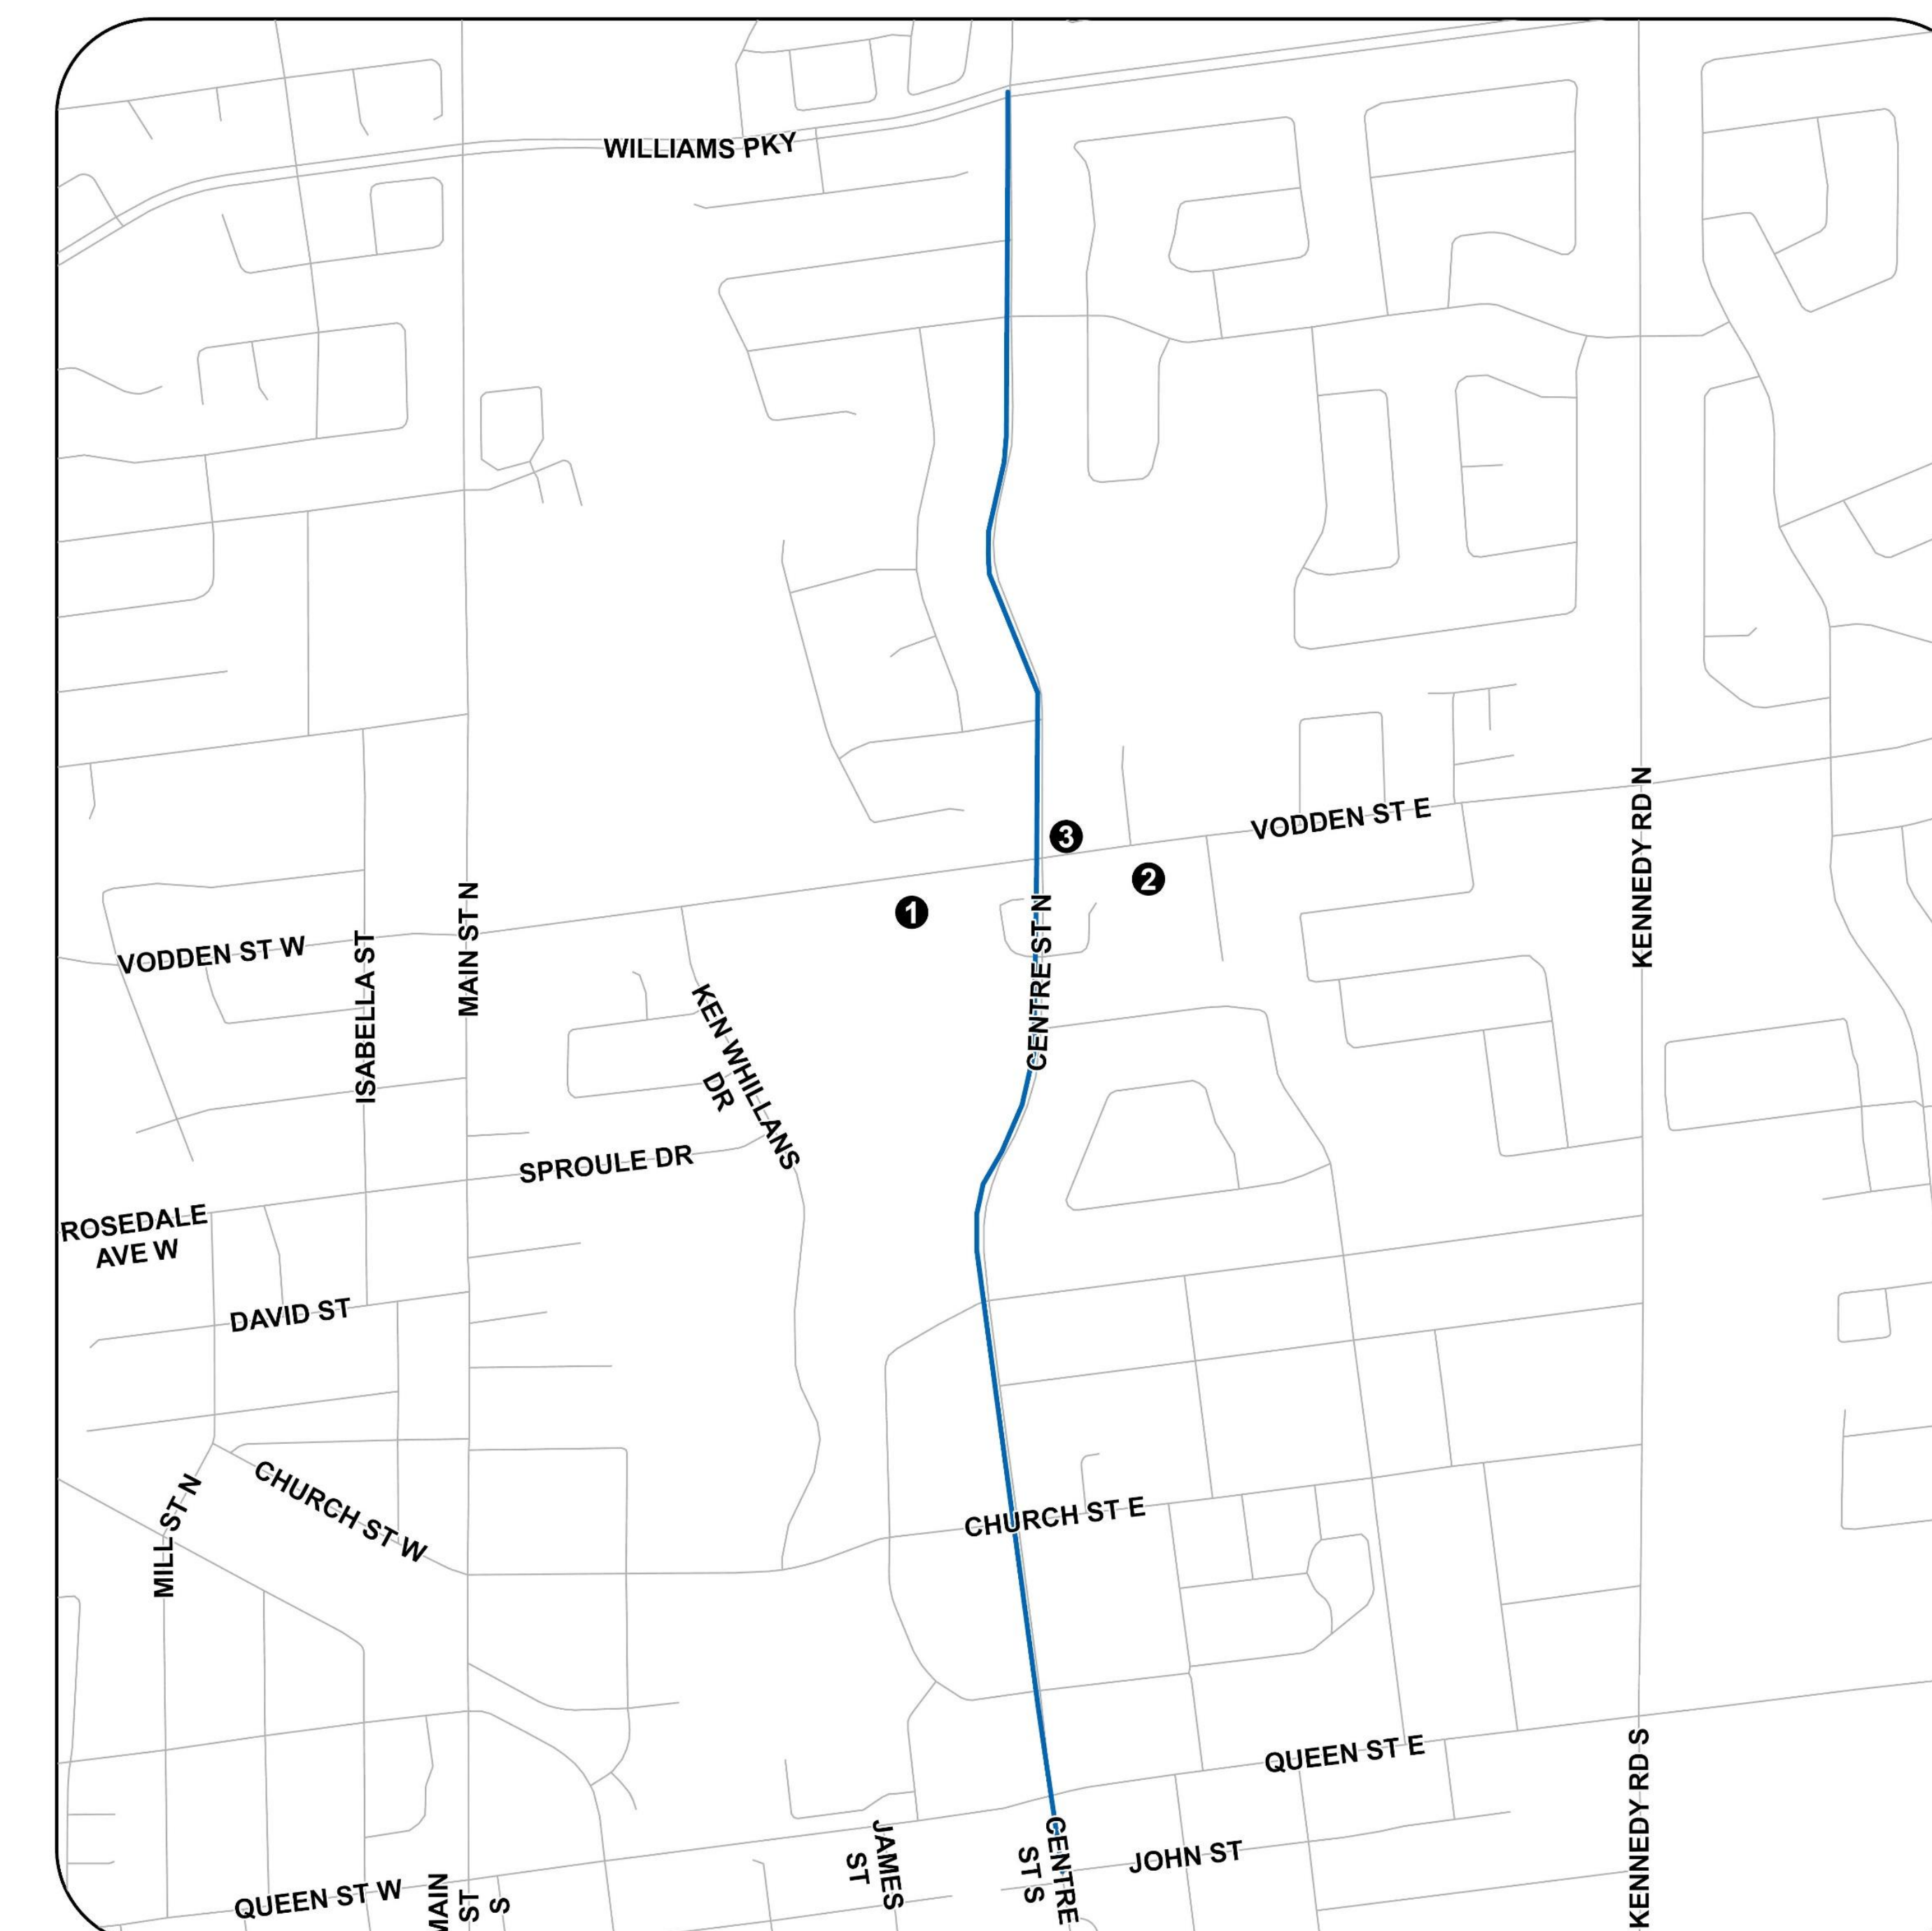 WILLIAMS PKY
VODDEN ST E
KENNEDY RD N
3
2
1
MAIN ST N
CENTRE ST N
VODDEN ST W
ISABELLA ST
KEN WHILLANS
DR
SPROULE DR
ROSEDALE
AVE W
DAVID ST
CHURCH ST W
MILL ST N
CHURCH ST E
QUEEN ST E
KENNEDY RD S
JAMES
ST
CENTRE
ST S
JOHN ST
QUEEN ST W
MAIN
ST
S